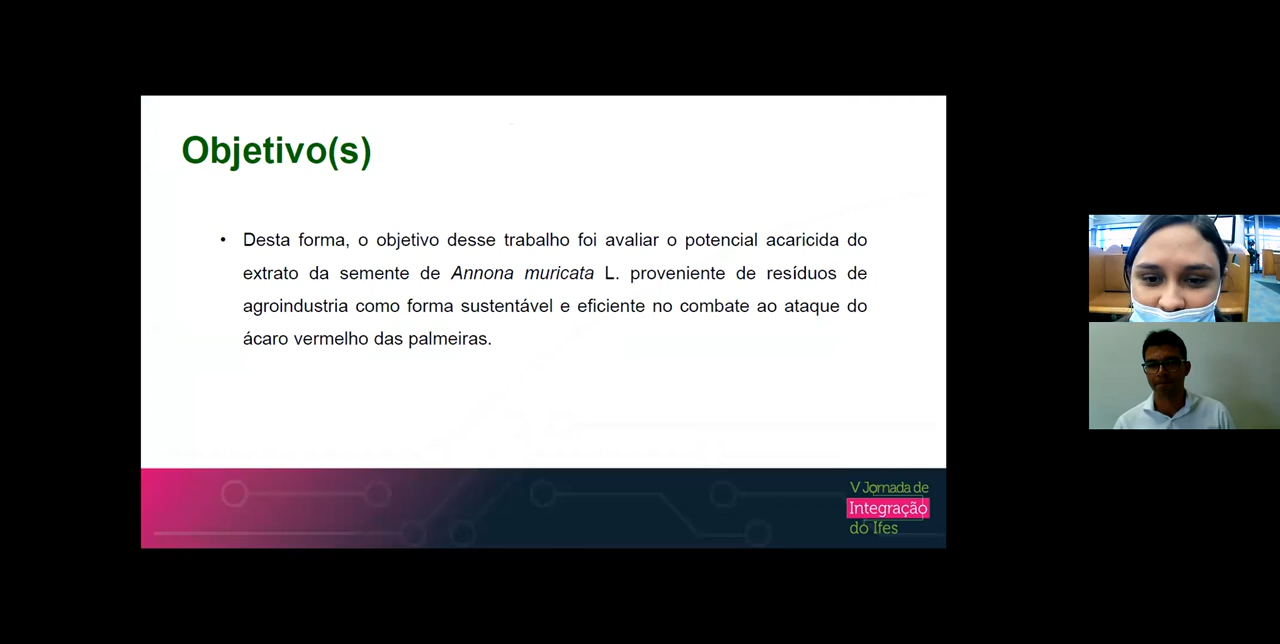 Objetivo(s)
• Desta forma, o objetivo desse trabalho foi avaliar o potencial acaricida do
extrato da semente de Annona muricata L. proveniente de resíduos de
agroindustria como forma sustentável e eficiente no combate ao ataque do
ácaro vermelho das palmeiras.
V Jornada de
Integração
do Ifes